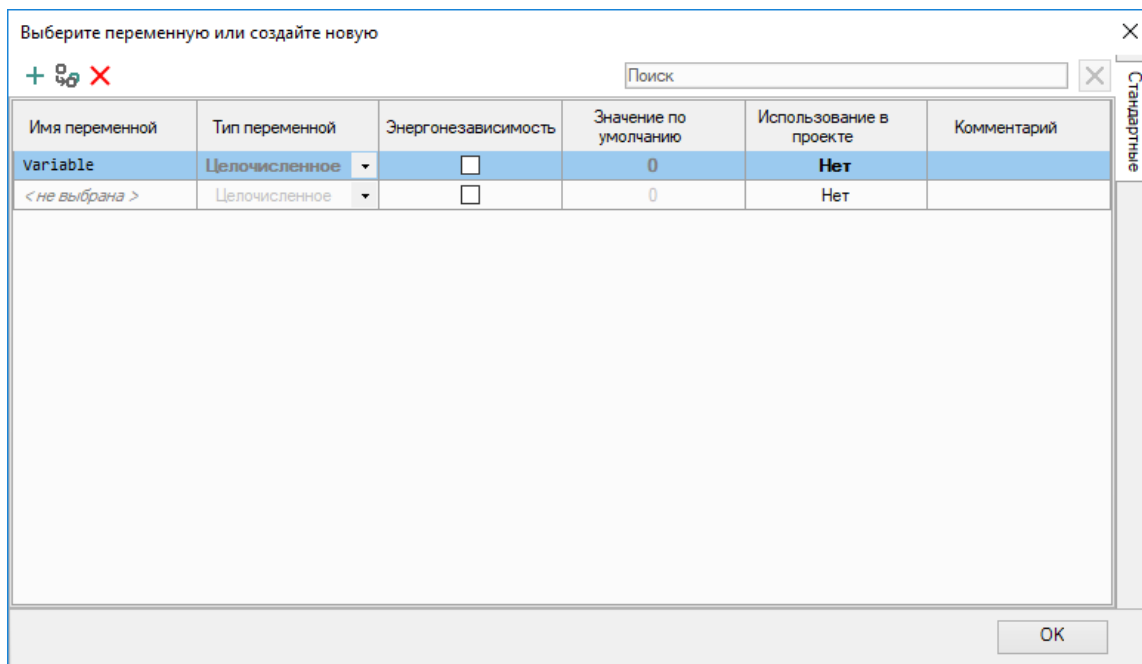 Выберите переменную или создайте новую
Поиск
Стандартные
Имя переменной Тип переменной Энергонезависимость Значение по умолчанию Использование в проекте Комментарий
Variable Целочисленное 0 Нет
<не выбрана> Целочисленное 0 Нет
OK